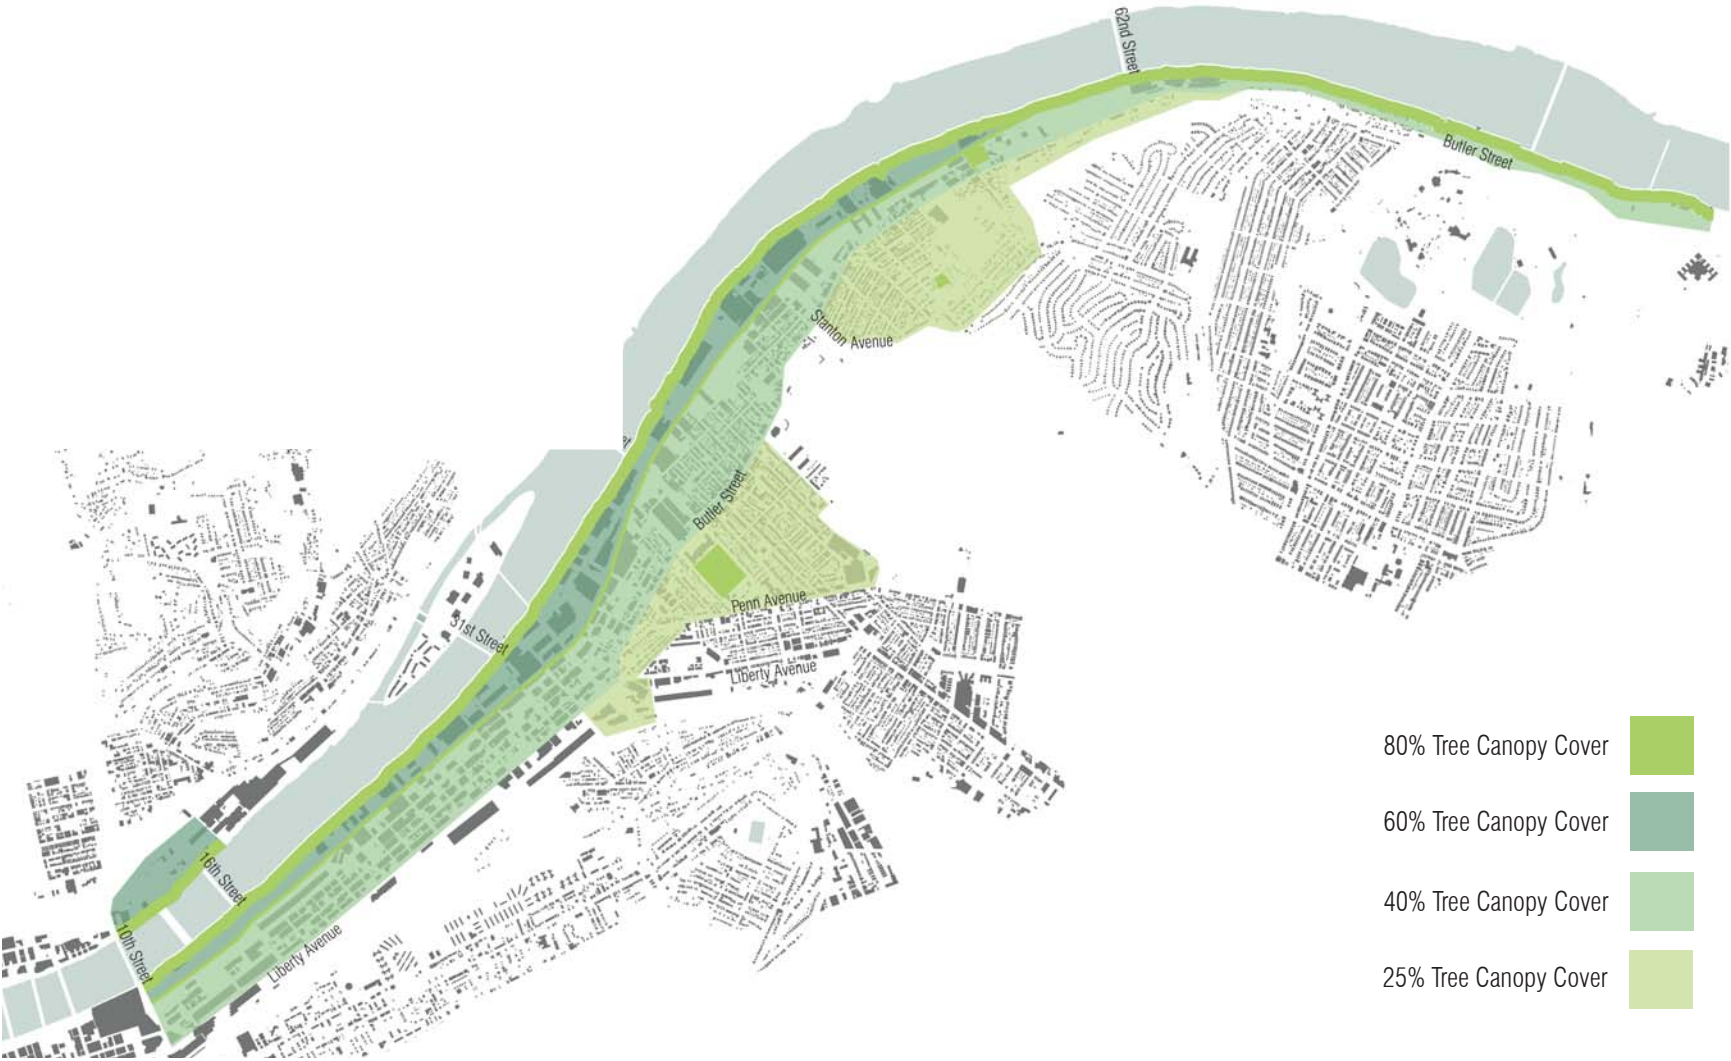 62nd Street
Butler Street
Stanton Avenue
Butler Street
Penn Avenue
31st Street
Liberty Avenue
16th Street
10th Street
Liberty Avenue
80% Tree Canopy Cover
60% Tree Canopy Cover
40% Tree Canopy Cover
25% Tree Canopy Cover